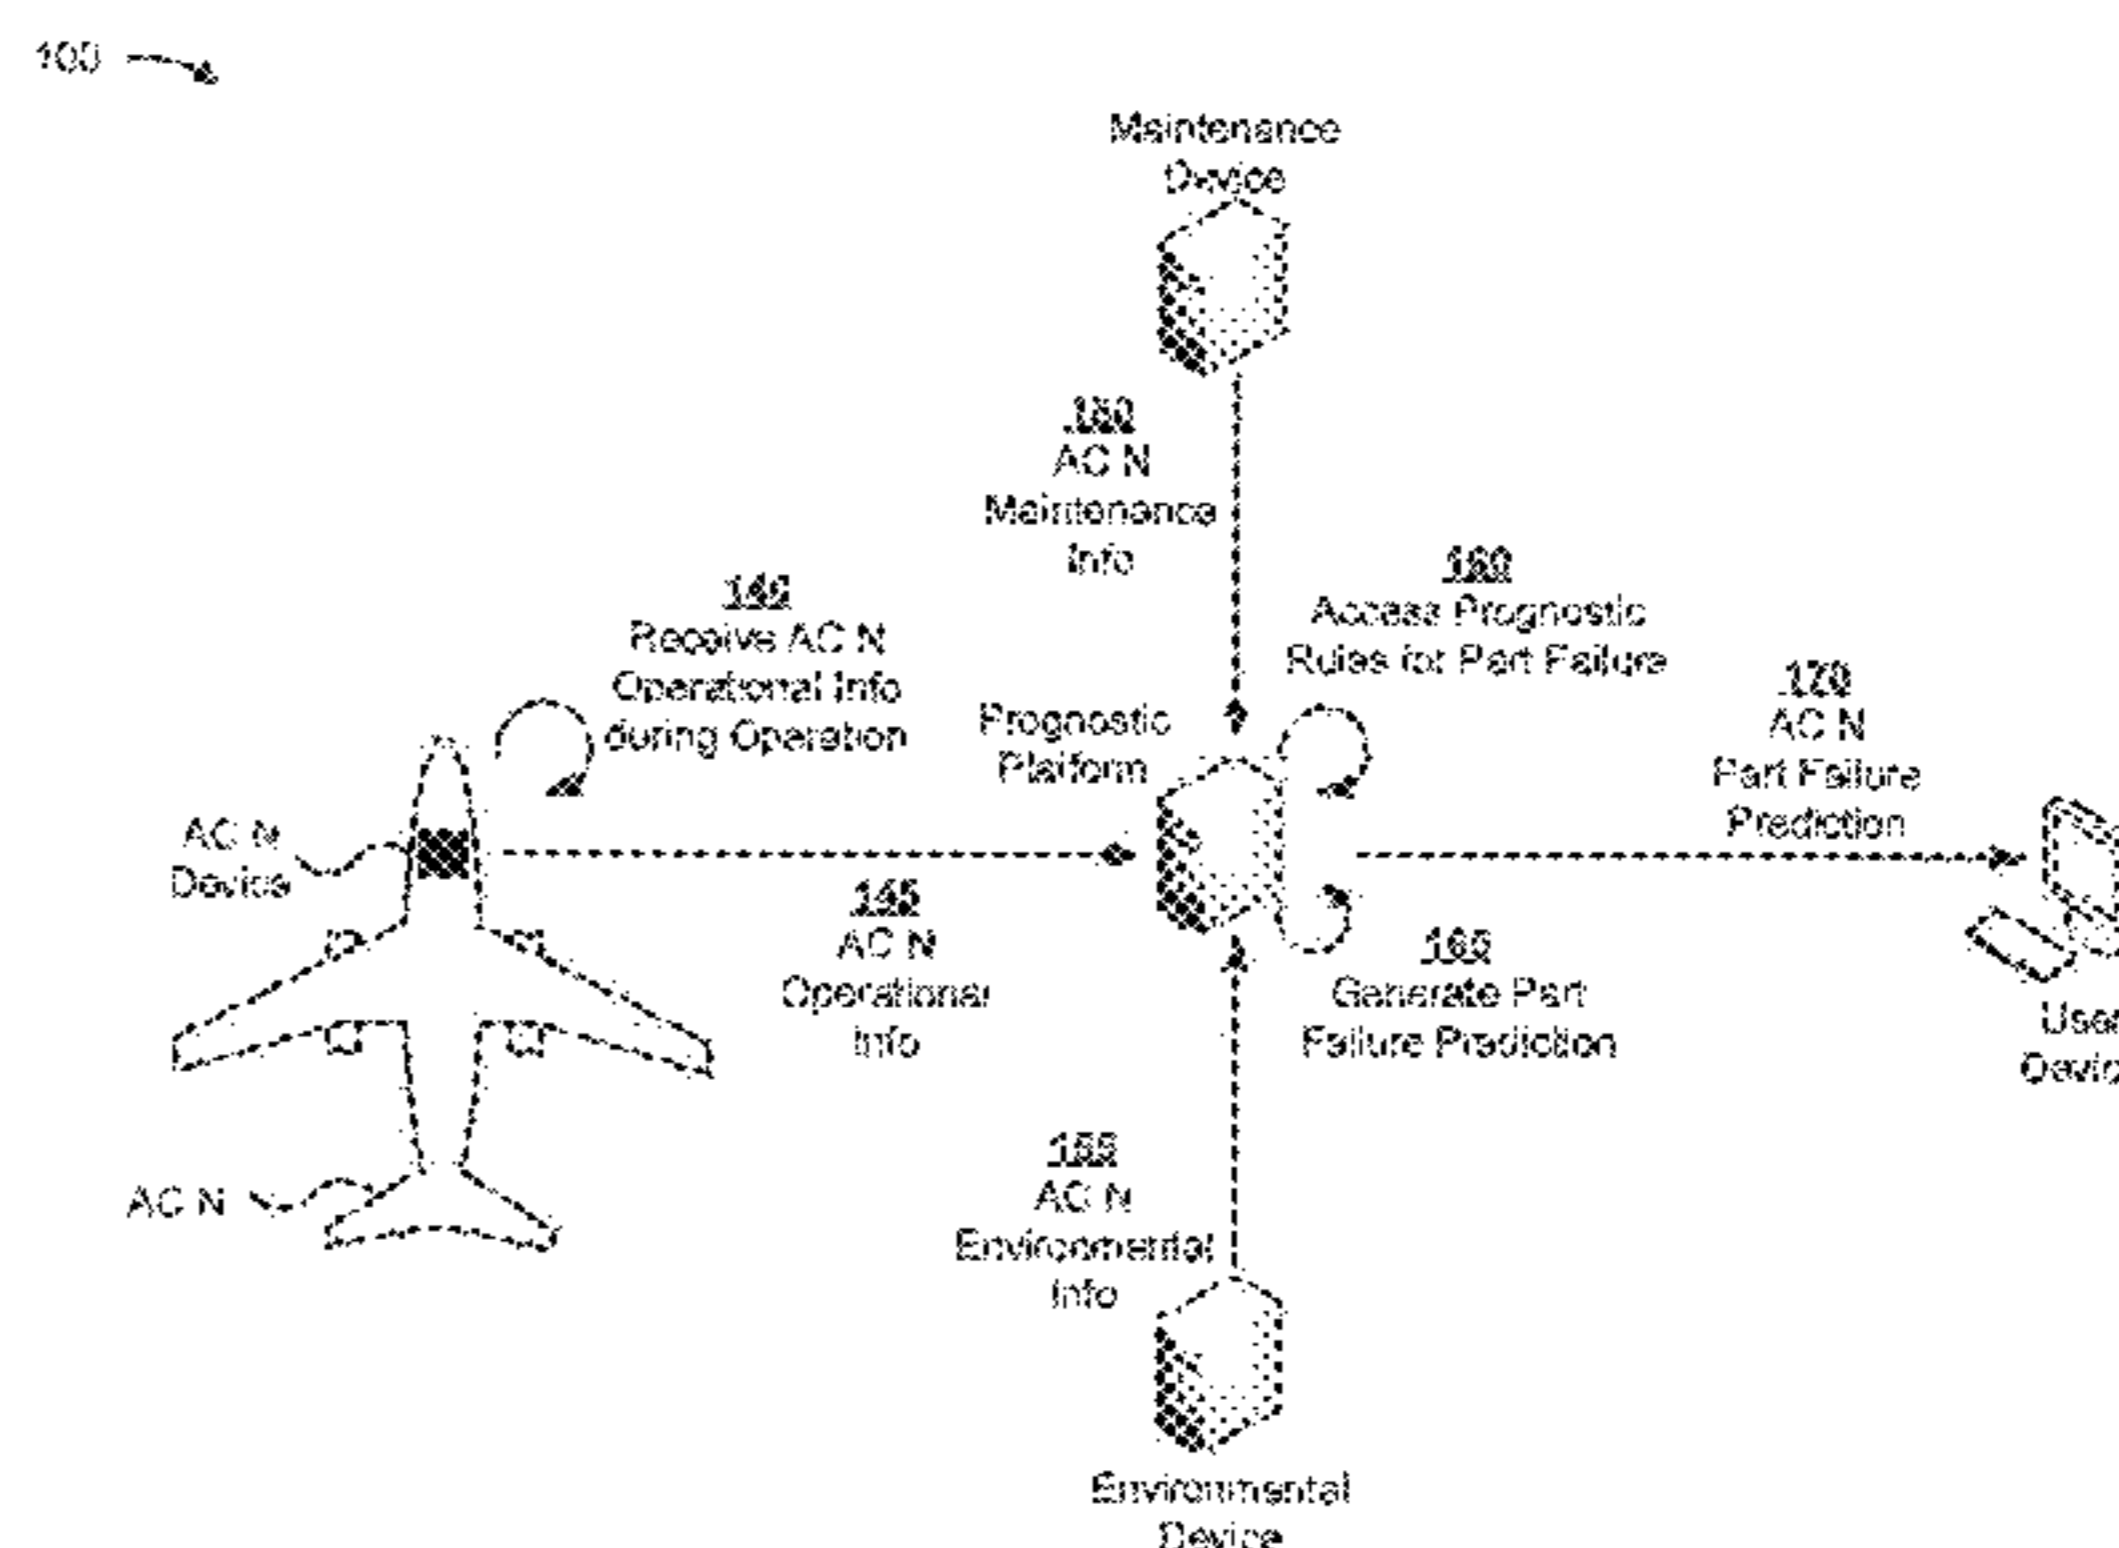 100
Maintenance
Device
150
AC N
Maintenance
Info
140
Receive AC N
Operational Info
during Operation
160
Access Prognostic
Rules for Part Failure
Prognostic
Platform
170
AC N
Part Failure
Prediction
AC N
Device
145
AC N
Operational
Info
165
Generate Part
Failure Prediction
User
Devic
155
AC N
Environmental
Info
AC N
Environmental
Device